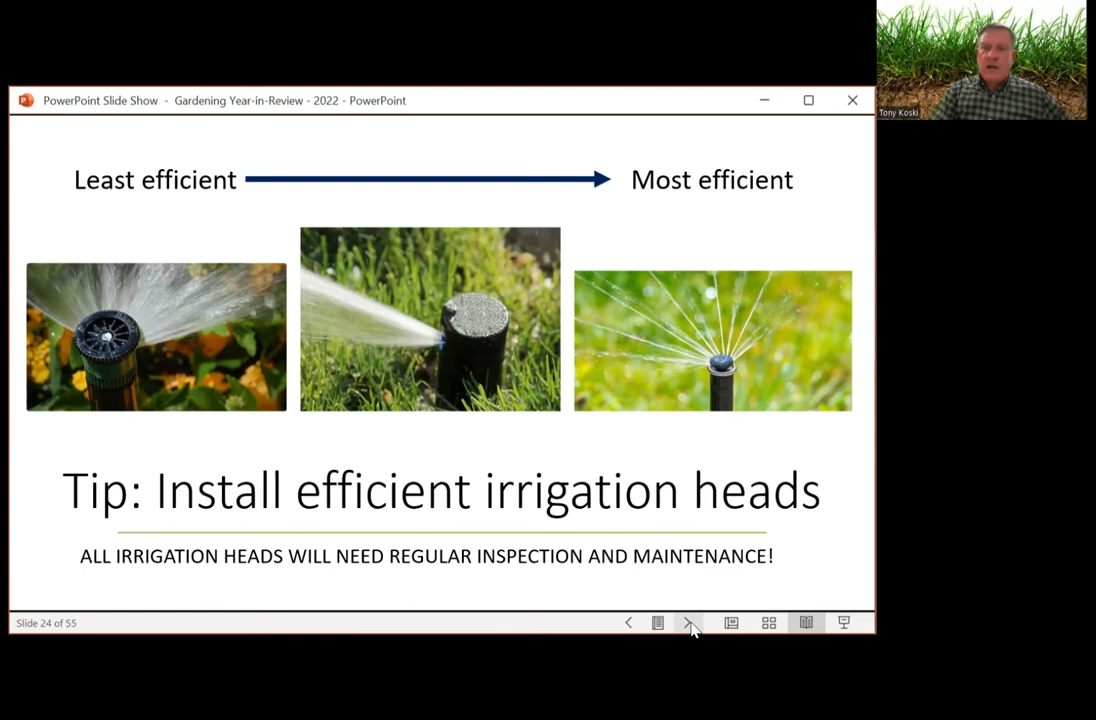 PowerPoint Slide Show - Gardening Year-in-Review - 2022 - PowerPoint
Tony Koski
Least efficient
Most efficient
Tip: Install efficient irrigation heads
ALL IRRIGATION HEADS WILL NEED REGULAR INSPECTION AND MAINTENANCE!
Slide 24 of 55